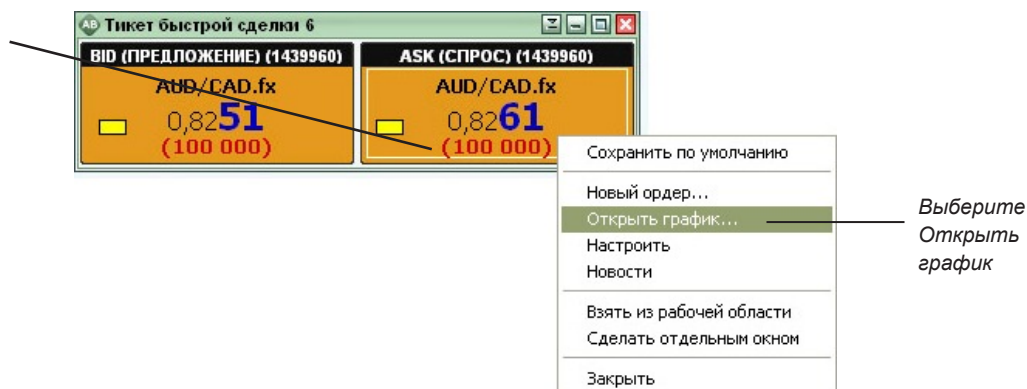 AB Тикет быстрой сделки 6
BID (ПРЕДЛОЖЕНИЕ) (1439960)
ASK (СПРОС) (1439960)
AUD/CAD.fx
AUD/CAD.fx
0,8251
0,8261
(100 000)
(100 000)
Сохранить по умолчанию
Новый ордер...
Открыть график...
Настроить
Новости
Взять из рабочей области
Сделать отдельным окном
Закрыть
Выберите
Открыть
график